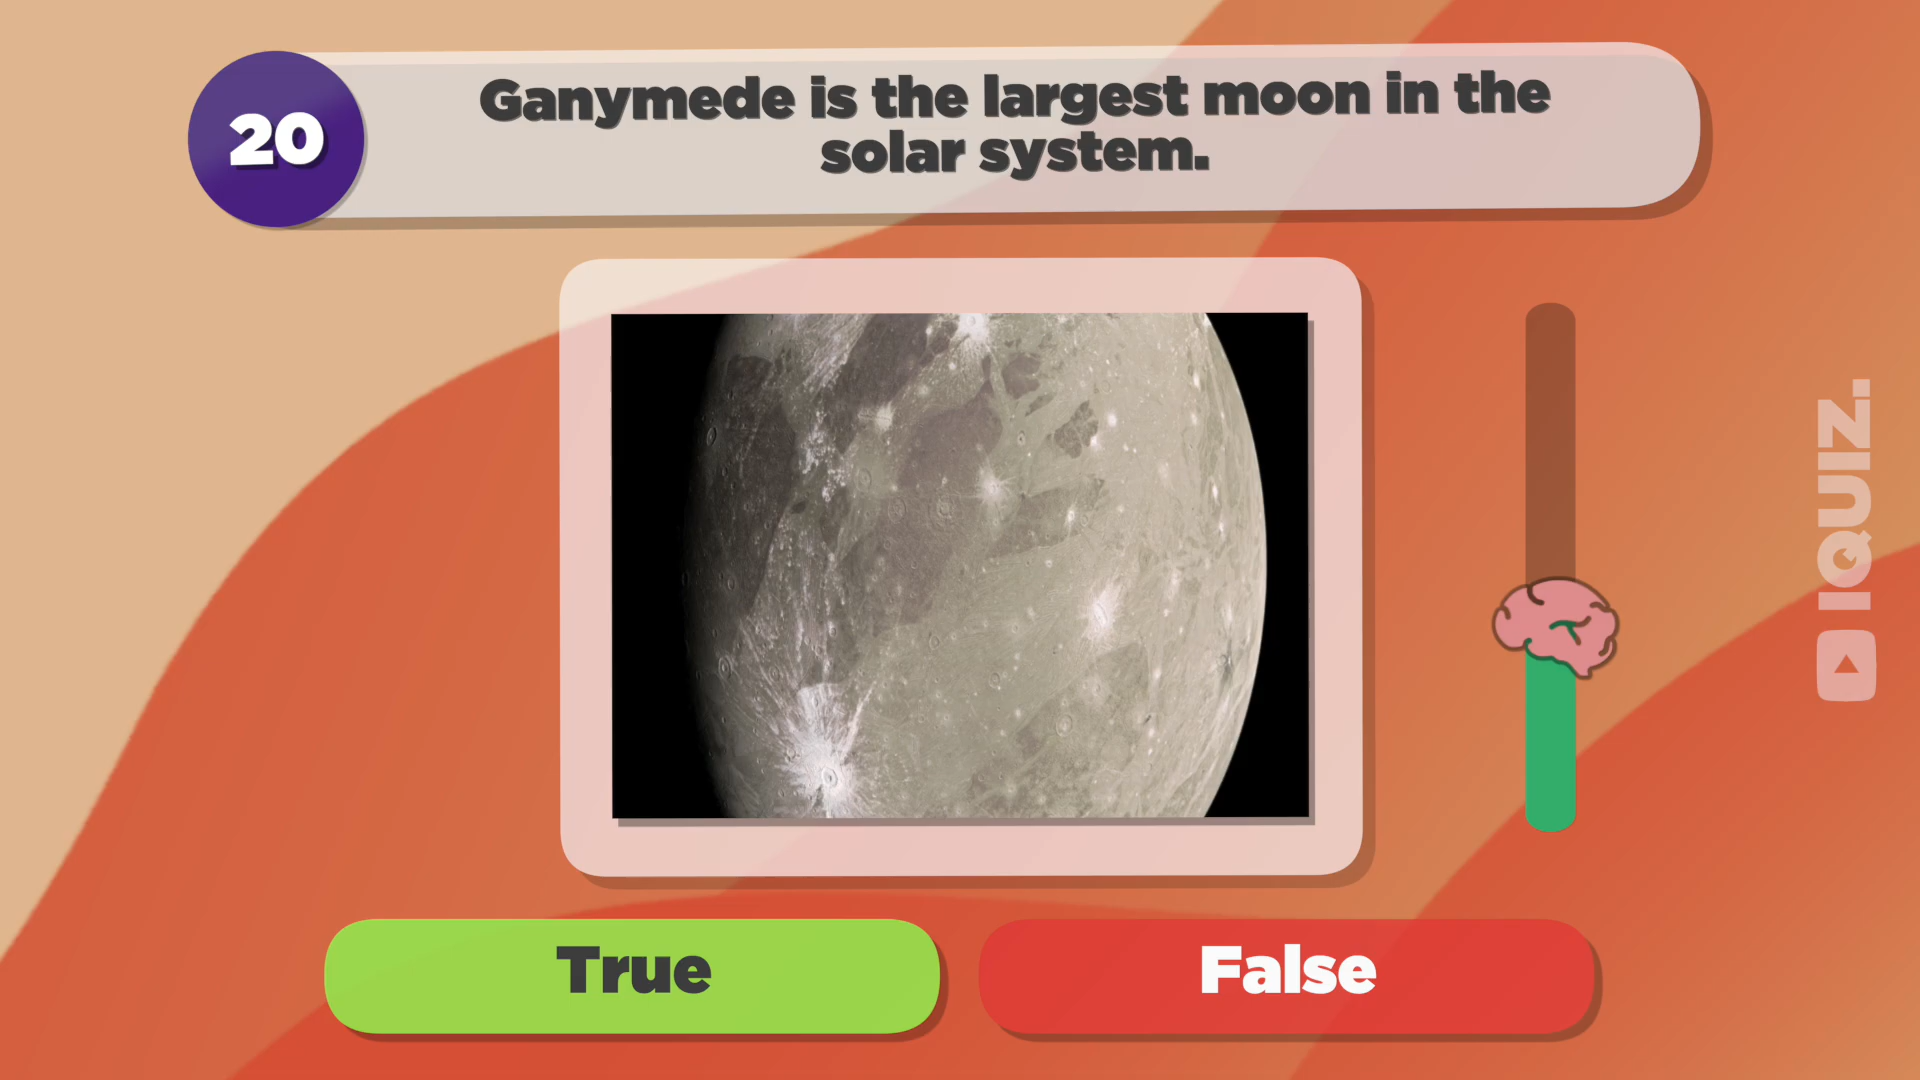 20
Ganymede is the largest moon in the
solar system.
IQUIZ.
True
False